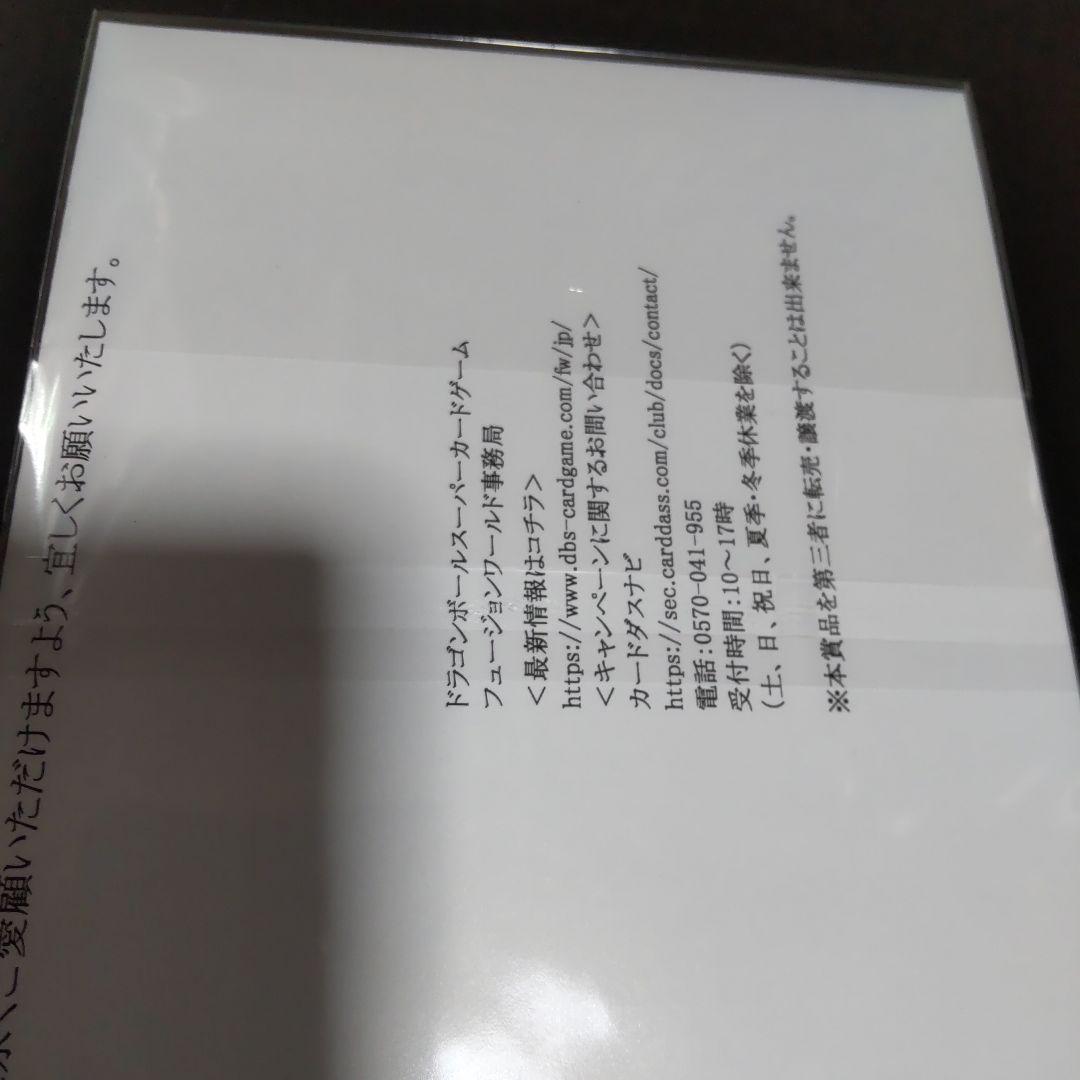 くご愛顧いただけますよう、宜しくお願いいたします。
ドラゴンボールスーパーカードゲーム
フュージョンワールド事務局
＜最新情報はコチラ＞
https://www.dbs-cardgame.com/fw/jp/
＜キャンペーンに関するお問い合わせ＞
カードダスナビ
https://sec.carddass.com/club/docs/contact/
電話:0570-041-955
受付時間:10〜17時
(土、日、祝日、夏季・冬季休業を除く)
※本賞品を第三者に転売・譲渡することは出来ません。